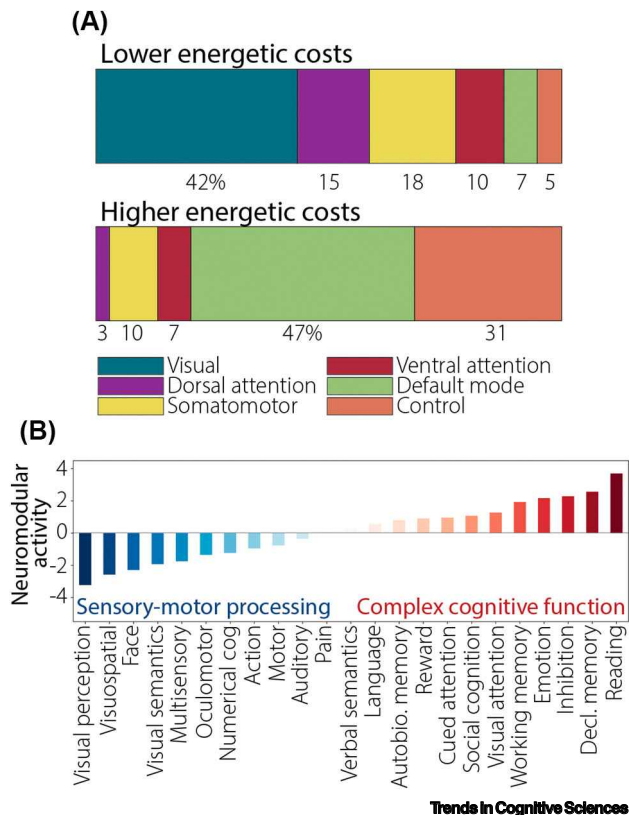 (A)
Lower energetic costs
42% 15 18 10 7 5
Higher energetic costs
3 10 7 47% 31
Visual Ventral attention
Dorsal attention Default mode
Somatomotor Control
(B)
Neuromodular
activity
4
2
0
-2
-4
Sensory-motor processing Complex cognitive function
Visual perception
Visuospatial
Face
Visual semantics
Multisensory
Oculomotor
Numerical cog
Action
Motor
Auditory
Pain
Verbal semantics
Language
Autobio. memory
Reward
Cued attention
Social cognition
Visual attention
Working memory
Emotion
Inhibition
Decl. memory
Reading
Trends in Cognitive Sciences